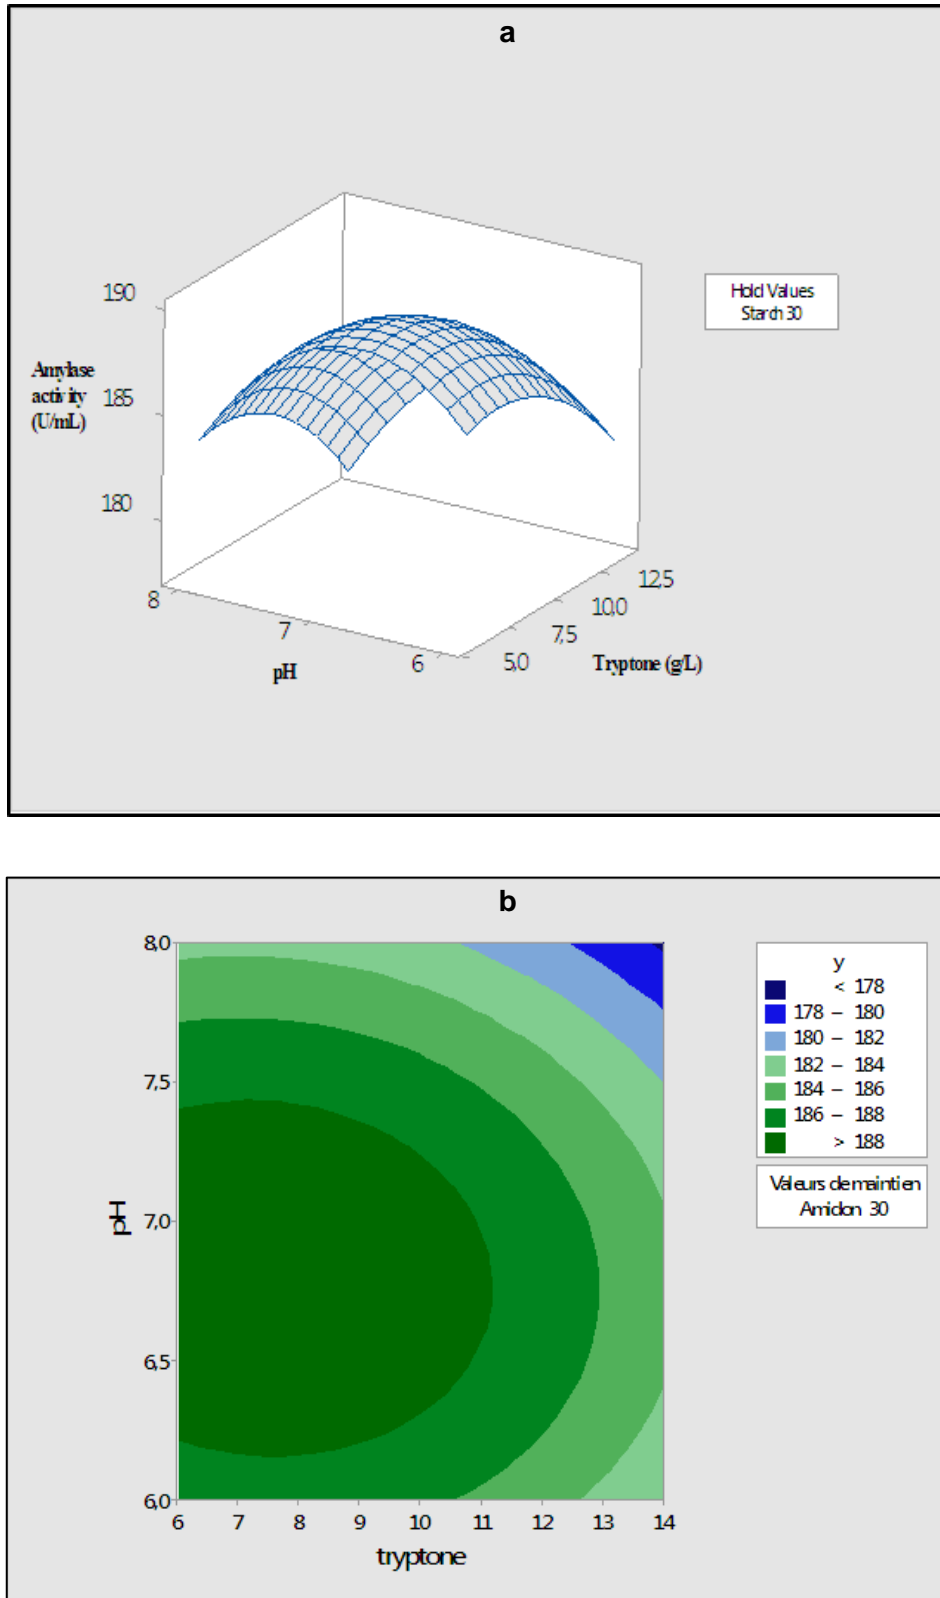 a
190
Hold Values
Starch 30
Amylase
activity
(U/mL)
185
180
8
7
6
5,0
7,5
10,0
12,5
pH
Tryptone (g/L)
b
8,0
7,5
7,0
6,5
6,0
pH
6 7 8 9 10 11 12 13 14
tryptone
y
< 178
178 – 180
180 – 182
182 – 184
184 – 186
186 – 188
> 188
Valeurs de maintien
Amidon 30